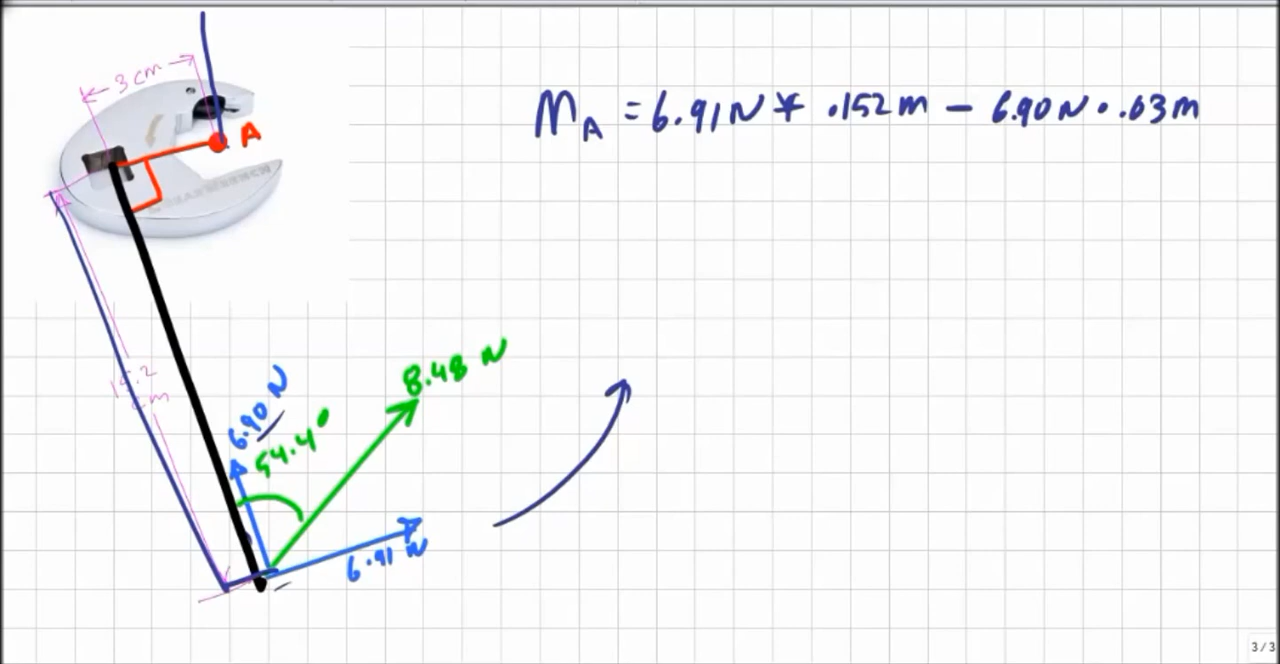 3 cm
A
M_A = 6.91 N * .152 m - 6.90 N · .03 m
GEARWRENCH
15.2
cm
6.90 N
54.4°
8.48 N
6.91 N
3/3